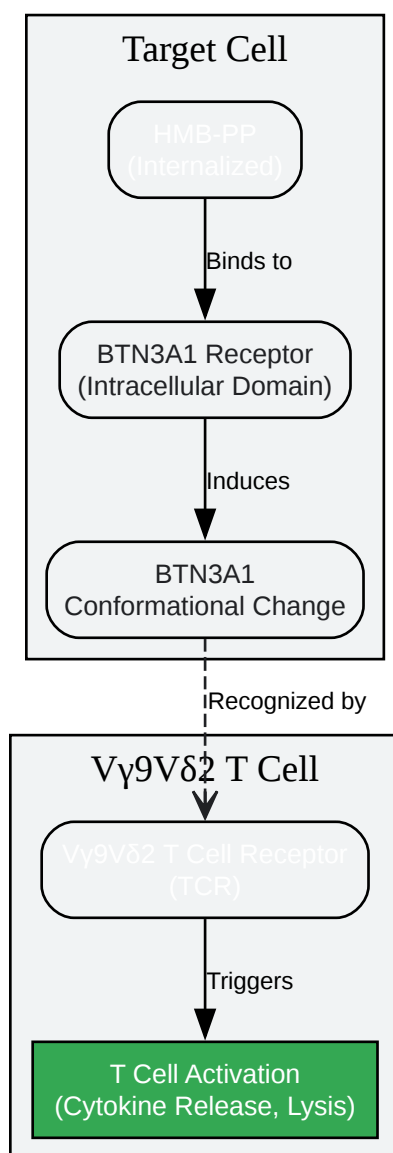 Target Cell
HMB-PP
(Internalized)
Binds to
BTN3A1 Receptor
(Intracellular Domain)
Induces
BTN3A1
Conformational Change
Recognized by
Vγ9Vδ2 T Cell
Vγ9Vδ2 T Cell Receptor
(TCR)
Triggers
T Cell Activation
(Cytokine Release, Lysis)